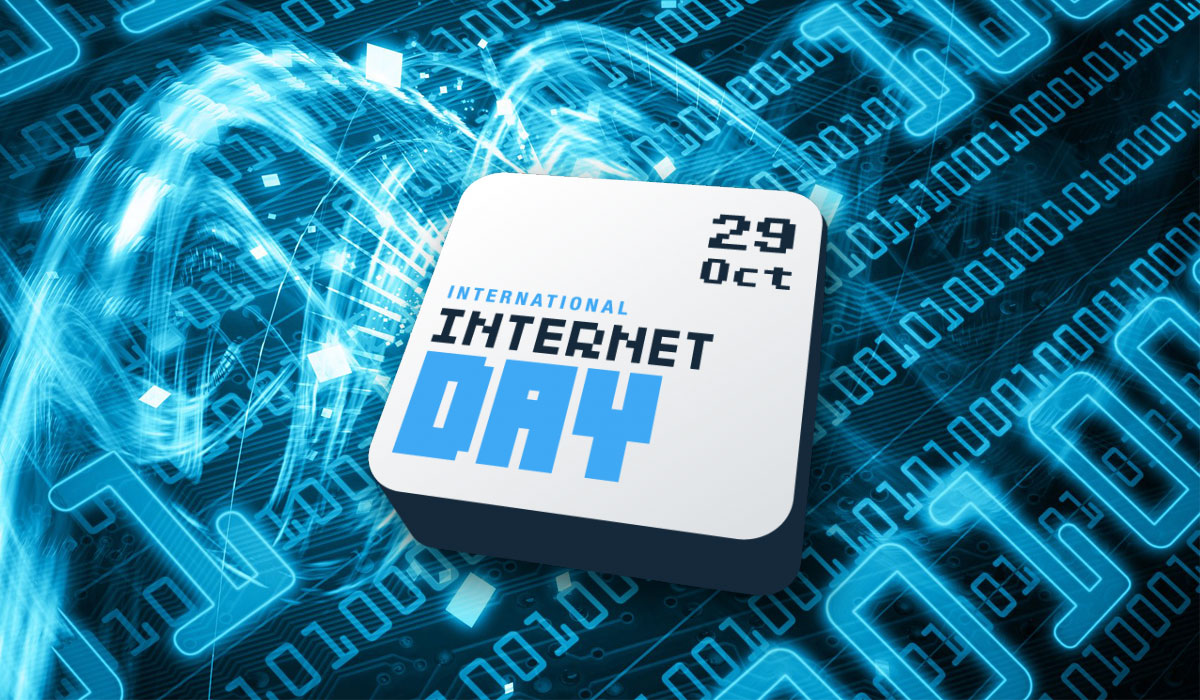 29
Oct
INTERNATIONAL
INTERNET
DAY